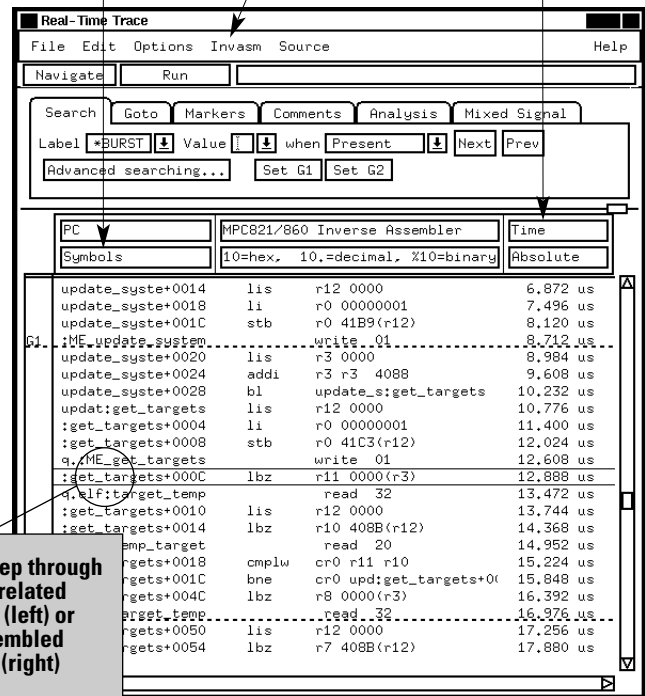 Real-Time Trace
File Edit Options Invasm Source Help
Navigate Run
Search Goto Markers Comments Analysis Mixed Signal
Label *BURST Value when Present Next Prev
Advanced searching... Set G1 Set G2
PC MPC821/860 Inverse Assembler Time
Symbols 10=hex, 10.=decimal, %10=binary Absolute
update_syste+0014 lis r12 0000 6.872 us
update_syste+0018 li r0 00000001 7.496 us
update_syste+001C stb r0 41B9(r12) 8.120 us
G1 :ME_update_system write 01 8.712 us
update_syste+0020 lis r3 0000 8.984 us
update_syste+0024 addi r3 r3 4088 9.608 us
update_syste+0028 bl update_s:get_targets 10.232 us
updat:get_targets lis r12 0000 10.776 us
:get_targets+0004 li r0 00000001 11.400 us
:get_targets+0008 stb r0 41C3(r12) 12.024 us
q.:ME_get_targets write 01 12.608 us
:get_targets+000C lbz r11 0000(r3) 12.888 us
q.elf:target_temp read 32 13.472 us
:get_targets+0010 lis r12 0000 13.744 us
:get_targets+0014 lbz r10 408B(r12) 14.368 us
emp_target read 20 14.952 us
rgets+0018 cmplw cr0 r11 r10 15.224 us
rgets+001C bne cr0 upd:get_targets+0( 15.848 us
rgets+004C lbz r8 0000(r3) 16.392 us
arget_temp read 32 16.976 us
rgets+0050 lis r12 0000 17.256 us
rgets+0054 lbz r7 408B(r12) 17.880 us
ep through
related
(left) or
embled
(right)